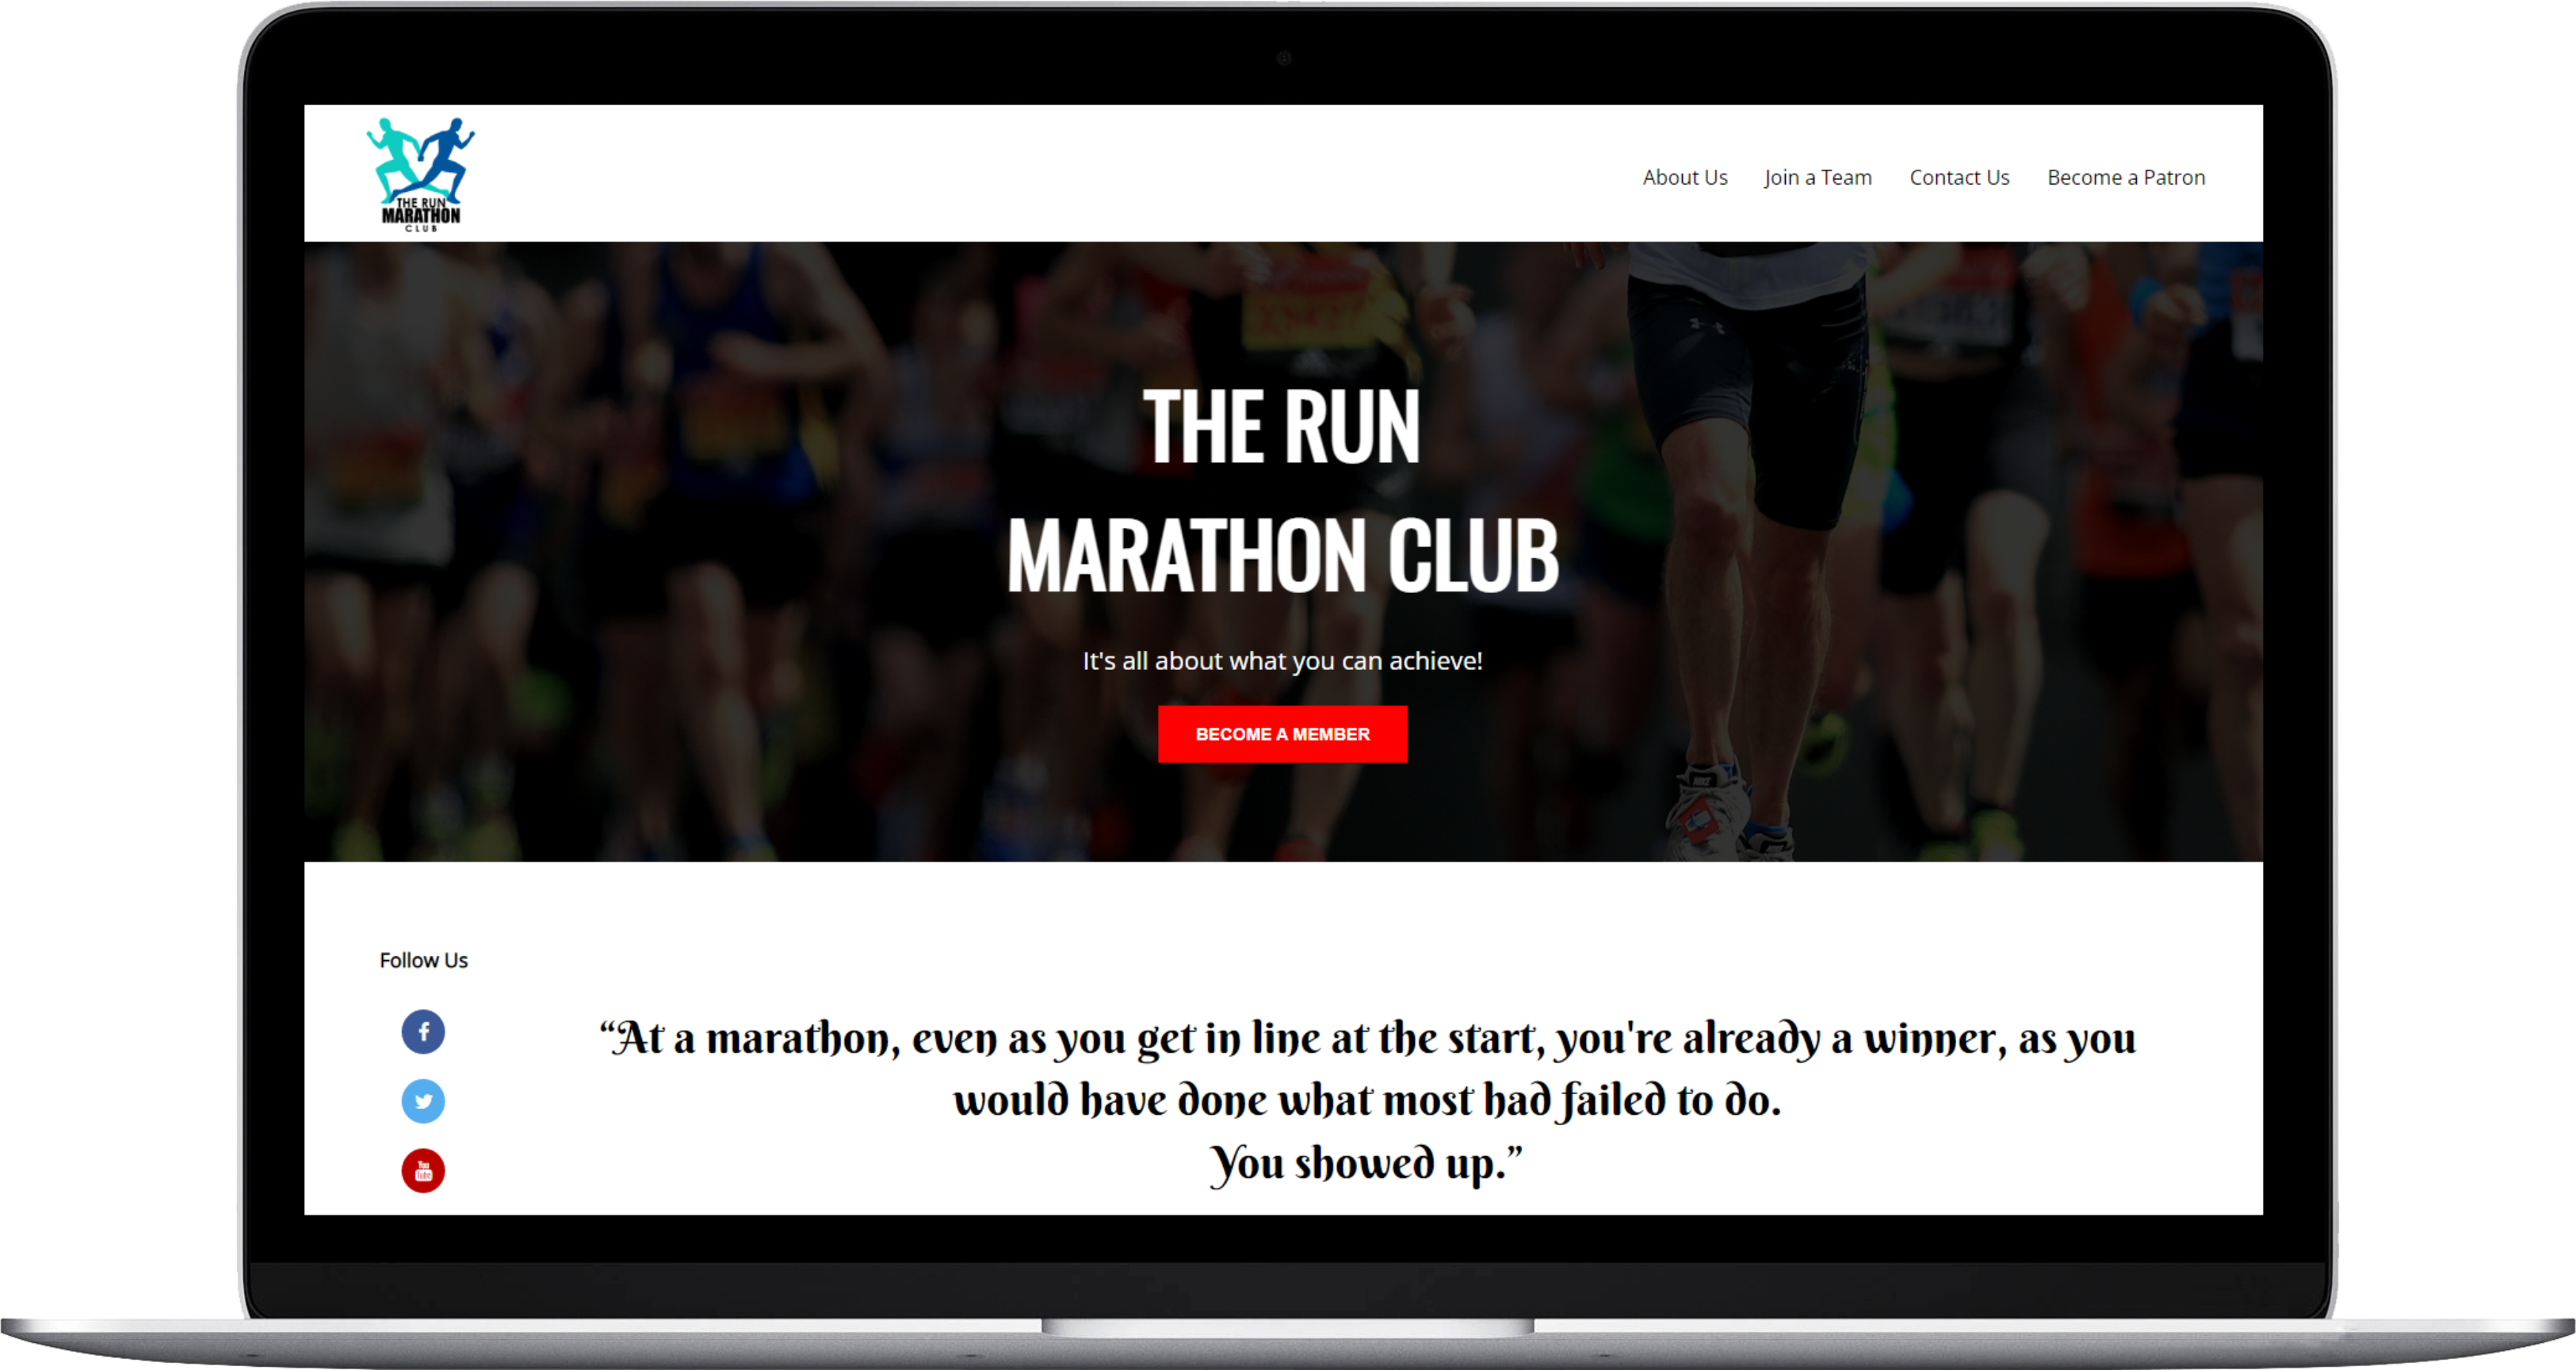 THE RUN
MARATHON
CLUB
About Us Join a Team Contact Us Become a Patron
THE RUN
MARATHON CLUB
It's all about what you can achieve!
BECOME A MEMBER
Follow Us
“At a marathon, even as you get in line at the start, you're already a winner, as you
would have done what most had failed to do.
You showed up.”
You
Tube